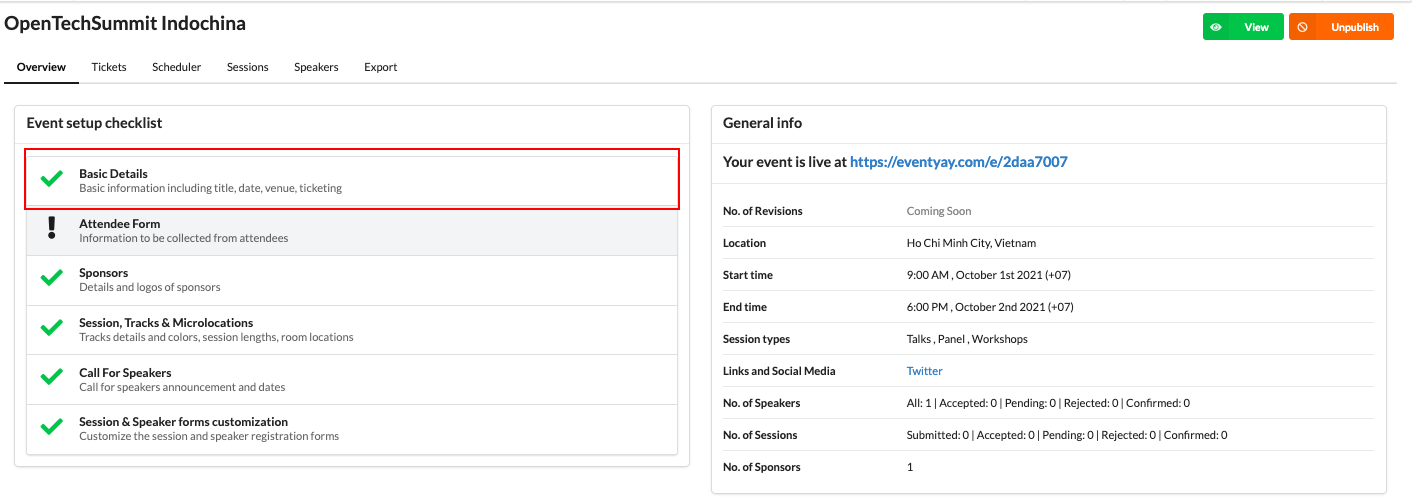 OpenTechSummit Indochina
View
Unpublish
Overview
Tickets
Scheduler
Sessions
Speakers
Export
Event setup checklist
Basic Details
Basic information including title, date, venue, ticketing
Attendee Form
Information to be collected from attendees
Sponsors
Details and logos of sponsors
Session, Tracks & Microlocations
Tracks details and colors, session lengths, room locations
Call For Speakers
Call for speakers announcement and dates
Session & Speaker forms customization
Customize the session and speaker registration forms
General info
Your event is live at https://eventyay.com/e/2daa7007
No. of Revisions Coming Soon
Location Ho Chi Minh City, Vietnam
Start time 9:00 AM , October 1st 2021 (+07)
End time 6:00 PM , October 2nd 2021 (+07)
Session types Talks , Panel , Workshops
Links and Social Media Twitter
No. of Speakers All: 1 | Accepted: 0 | Pending: 0 | Rejected: 0 | Confirmed: 0
No. of Sessions Submitted: 0 | Accepted: 0 | Pending: 0 | Rejected: 0 | Confirmed: 0
No. of Sponsors 1